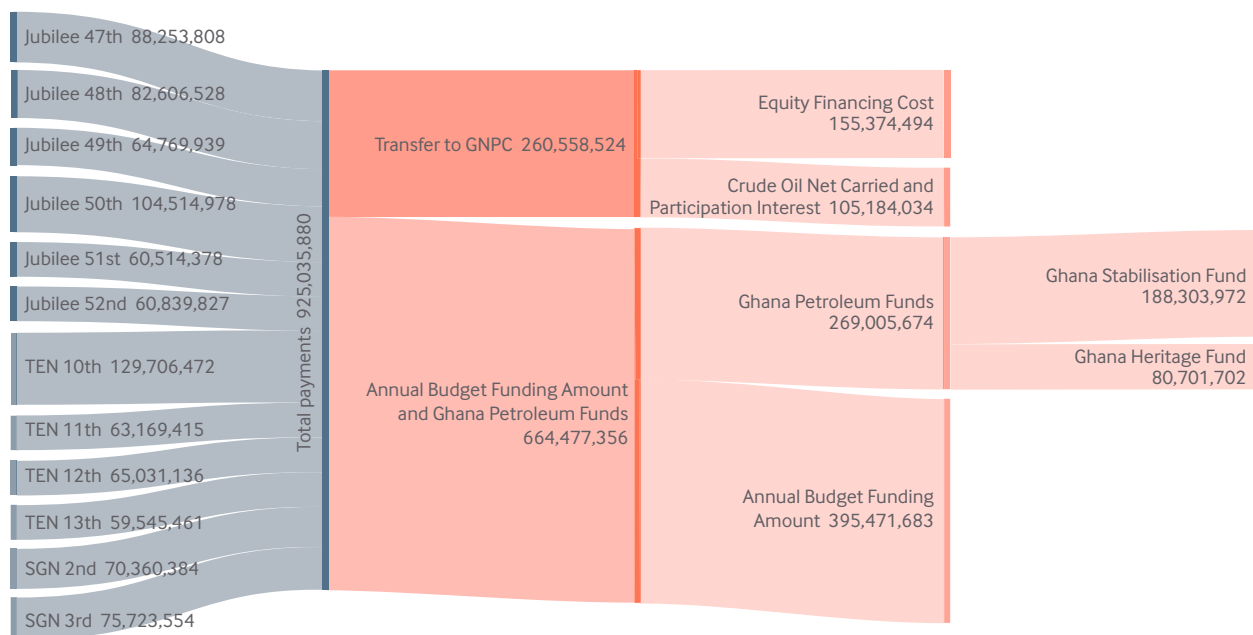 Jubilee 47th 88,253,808
Jubilee 48th 82,606,528
Jubilee 49th 64,769,939
Jubilee 50th 104,514,978
Jubilee 51st 60,514,378
Jubilee 52nd 60,839,827
TEN 10th 129,706,472
TEN 11th 63,169,415
TEN 12th 65,031,136
TEN 13th 59,545,461
SGN 2nd 70,360,384
SGN 3rd 75,723,554
Total payments 925,035,880
Transfer to GNPC 260,558,524
Annual Budget Funding Amount
and Ghana Petroleum Funds
664,477,356
Equity Financing Cost
155,374,494
Crude Oil Net Carried and
Participation Interest 105,184,034
Ghana Petroleum Funds
269,005,674
Annual Budget Funding
Amount 395,471,683
Ghana Stabilisation Fund
188,303,972
Ghana Heritage Fund
80,701,702